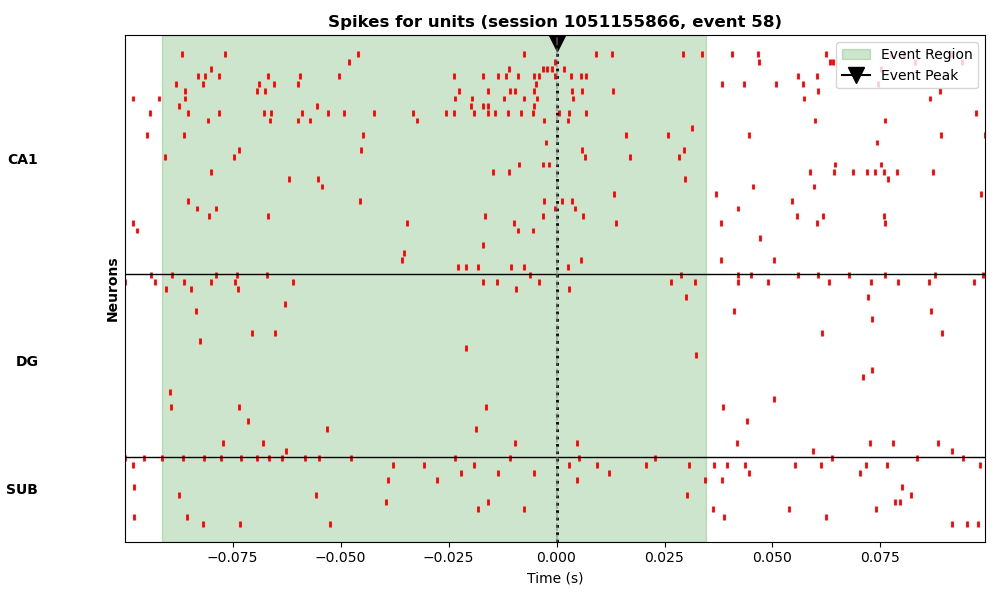 Spikes for units (session 1051155866, event 58)
Event Region
Event Peak
CA1
DG
SUB
Neurons
−0.075
−0.050
−0.025
0.000
0.025
0.050
0.075
Time (s)